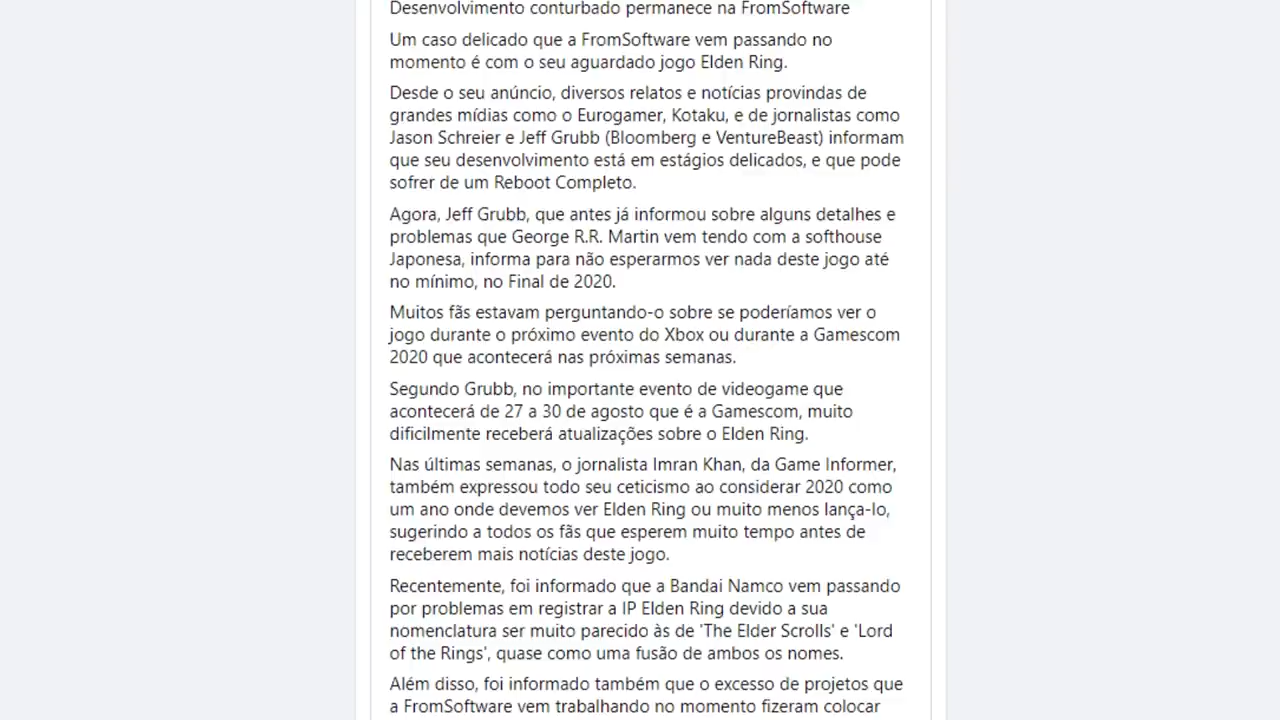 Desenvolvimento conturbado permanece na FromSoftware
Um caso delicado que a FromSoftware vem passando no
momento é com o seu aguardado jogo Elden Ring.
Desde o seu anúncio, diversos relatos e notícias provindas de
grandes mídias como o Eurogamer, Kotaku, e de jornalistas como
Jason Schreier e Jeff Grubb (Bloomberg e VentureBeast) informam
que seu desenvolvimento está em estágios delicados, e que pode
sofrer de um Reboot Completo.
Agora, Jeff Grubb, que antes já informou sobre alguns detalhes e
problemas que George R.R. Martin vem tendo com a softhouse
Japonesa, informa para não esperarmos ver nada deste jogo até
no mínimo, no Final de 2020.
Muitos fãs estavam perguntando-o sobre se poderíamos ver o
jogo durante o próximo evento do Xbox ou durante a Gamescom
2020 que acontecerá nas próximas semanas.
Segundo Grubb, no importante evento de videogame que
acontecerá de 27 a 30 de agosto que é a Gamescom, muito
dificilmente receberá atualizações sobre o Elden Ring.
Nas últimas semanas, o jornalista Imran Khan, da Game Informer,
também expressou todo seu ceticismo ao considerar 2020 como
um ano onde devemos ver Elden Ring ou muito menos lança-lo,
sugerindo a todos os fãs que esperem muito tempo antes de
receberem mais notícias deste jogo.
Recentemente, foi informado que a Bandai Namco vem passando
por problemas em registrar a IP Elden Ring devido a sua
nomenclatura ser muito parecido às de 'The Elder Scrolls' e 'Lord
of the Rings', quase como uma fusão de ambos os nomes.
Além disso, foi informado também que o excesso de projetos que
a FromSoftware vem trabalhando no momento fizeram colocar